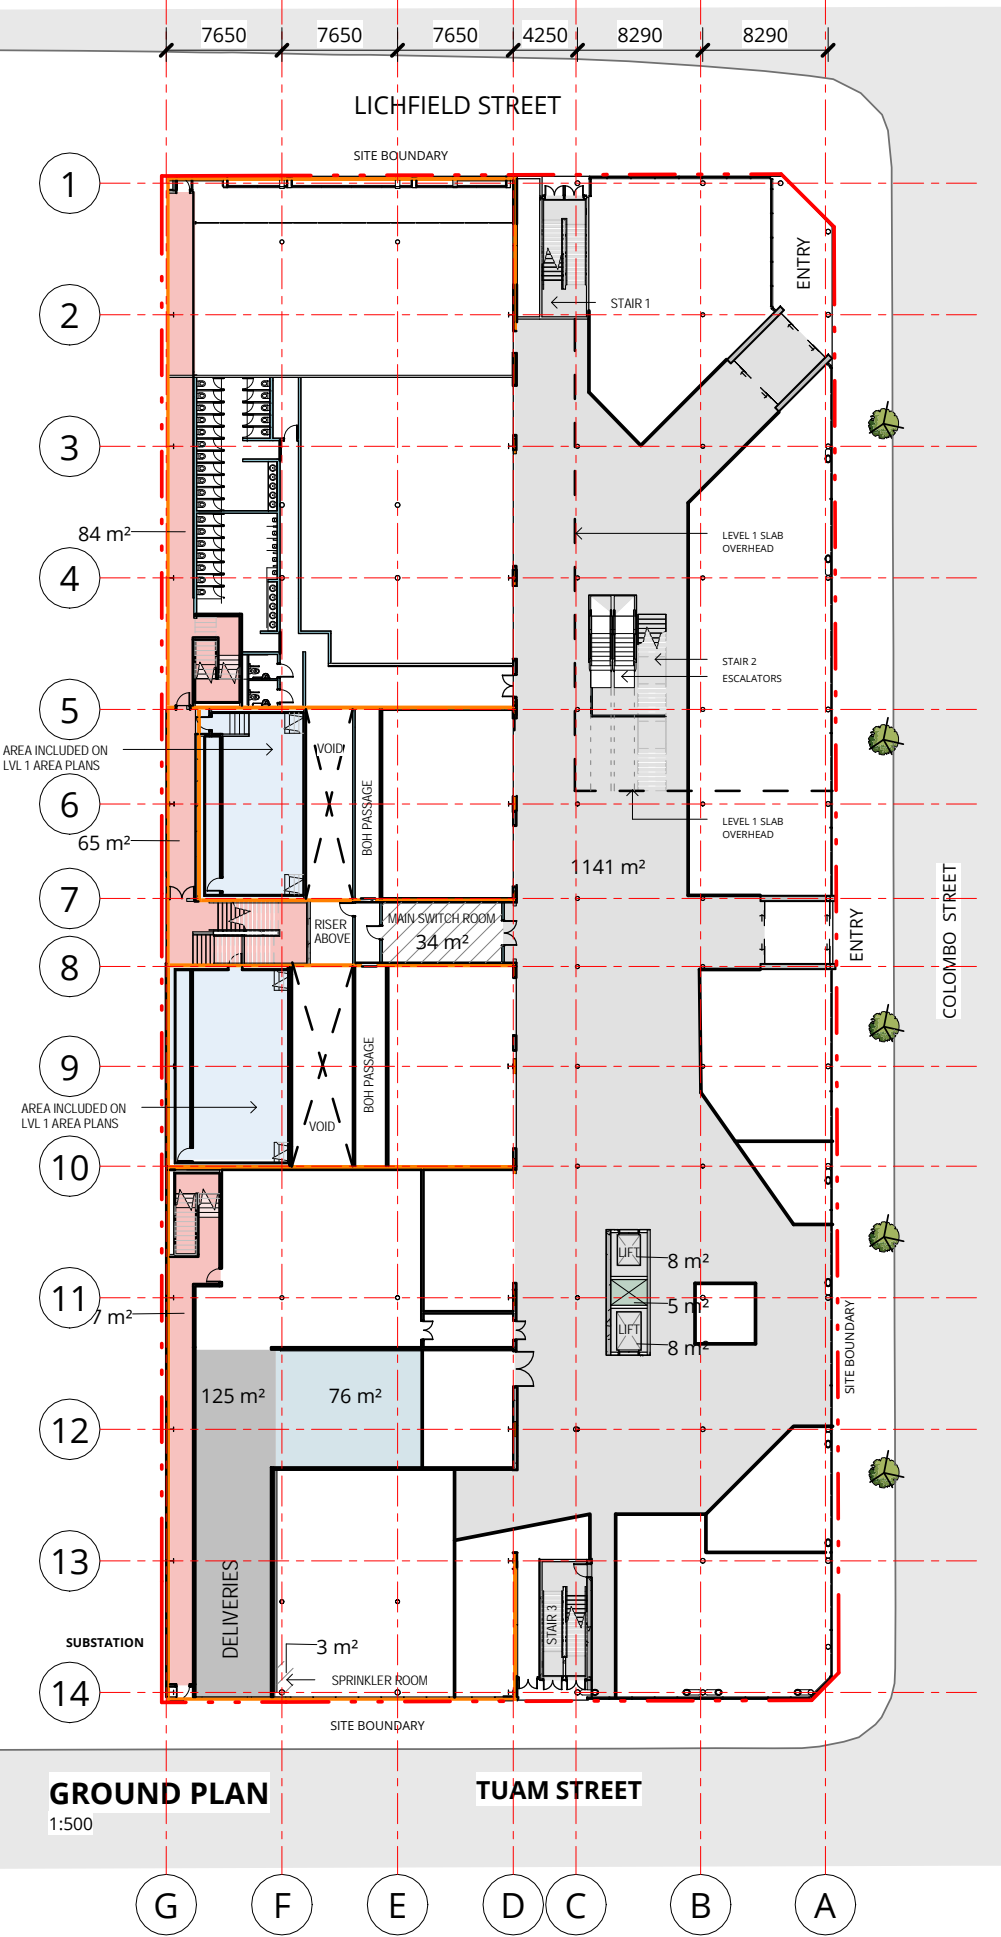 7650
7650
7650
4250
8290
8290
LICHFIELD STREET
SITE BOUNDARY
1
ENTRY
2
STAIR 1
3
84 m²
LEVEL 1 SLAB
OVERHEAD
4
STAIR 2
ESCALATORS
5
AREA INCLUDED ON
LVL 1 AREA PLANS
VOID
6
BOH PASSAGE
65 m²
LEVEL 1 SLAB
OVERHEAD
1141 m²
7
MAIN SWITCH ROOM
34 m²
RISER
ABOVE
ENTRY
COLOMBO STREET
8
9
BOH PASSAGE
AREA INCLUDED ON
LVL 1 AREA PLANS
VOID
10
LIFT
8 m²
11
7 m²
5 m²
LIFT
8 m²
SITE BOUNDARY
125 m²
76 m²
12
13
DELIVERIES
STAIR 3
SUBSTATION
3 m²
SPRINKLER ROOM
14
SITE BOUNDARY
GROUND PLAN
1:500
TUAM STREET
G
F
E
D
C
B
A